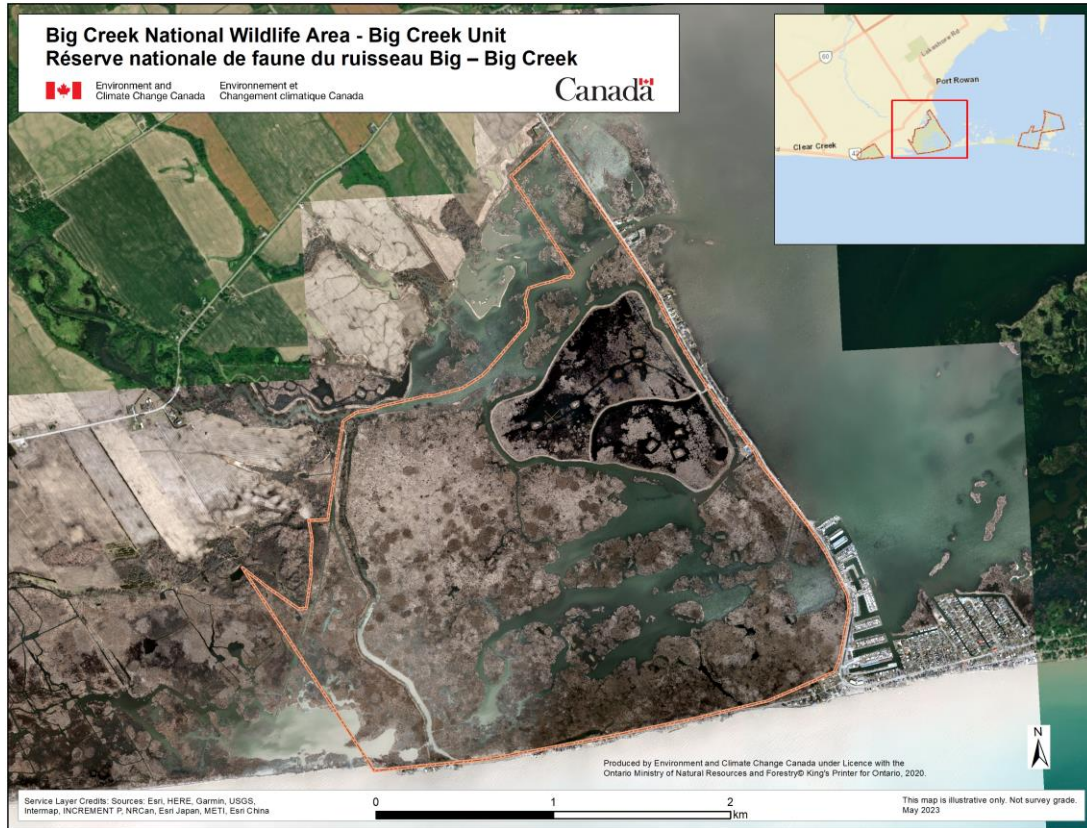 Big Creek National Wildlife Area - Big Creek Unit
Réserve nationale de faune du ruisseau Big – Big Creek
Environment and
Climate Change Canada
Environnement et
Changement climatique Canada
Canada
60
Lakeshore Rd
Port Rowan
Clear Creek
42
N
Produced by Environment and Climate Change Canada under Licence with the
Ontario Ministry of Natural Resources and Forestry© King's Printer for Ontario, 2020.
Service Layer Credits: Sources: Esri, HERE, Garmin, USGS,
Intermap, INCREMENT P, NRCan, Esri Japan, METI, Esri China
0 1 2
km
This map is illustrative only. Not survey grade.
May 2023